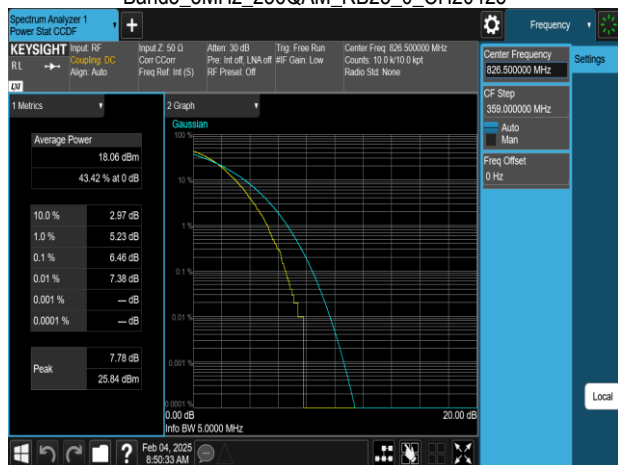 Band5_5MHz_256QAM_RB25_0_CH20425
Spectrum Analyzer 1
Power Stat CCDF
Frequency
KEYSIGHT
RL
Input: RF
Coupling: DC
Align: Auto
Input Z: 50 Ω
Corr CCorr
Freq Ref: Int (S)
Atten: 30 dB
Pre: Int off, LNA off
RF Preset: Off
Trig: Free Run
#IF Gain: Low
Center Freq: 826.500000 MHz
Counts: 10.0 k/10.0 kpt
Radio Std: None
LXI
1 Metrics
2 Graph
Average Power
18.06 dBm
43.42 % at 0 dB
10.0 % 2.97 dB
1.0 % 5.23 dB
0.1 % 6.46 dB
0.01 % 7.38 dB
0.001 % --- dB
0.0001 % --- dB
Peak
7.78 dB
25.84 dBm
Gaussian
100 %
10 %
1 %
0.1 %
0.01 %
0.001 %
0.0001 %
0.00 dB
20.00 dB
Info BW 5.0000 MHz
Center Frequency
826.500000 MHz
Settings
CF Step
359.000000 MHz
Auto
Man
Freq Offset
0 Hz
Local
Feb 04, 2025
8:50:33 AM